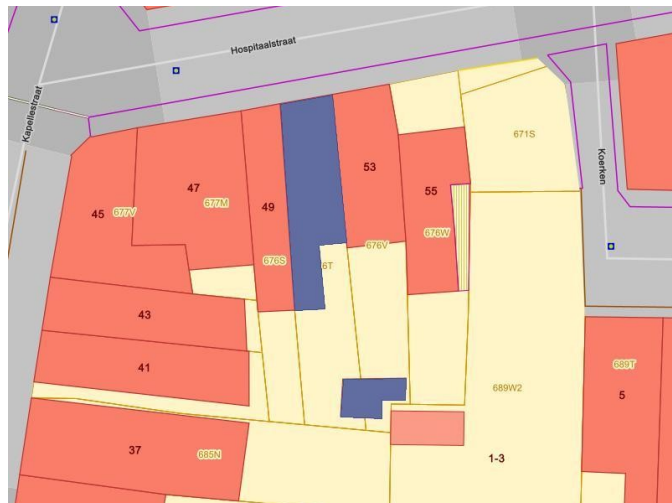 Hospitaalstraat
Kapellestraat
671S
Koerken
53
47
677M
49
55
45
677V
676W
676V
676S
6T
43
41
689T
689W2
5
37
685N
1-3